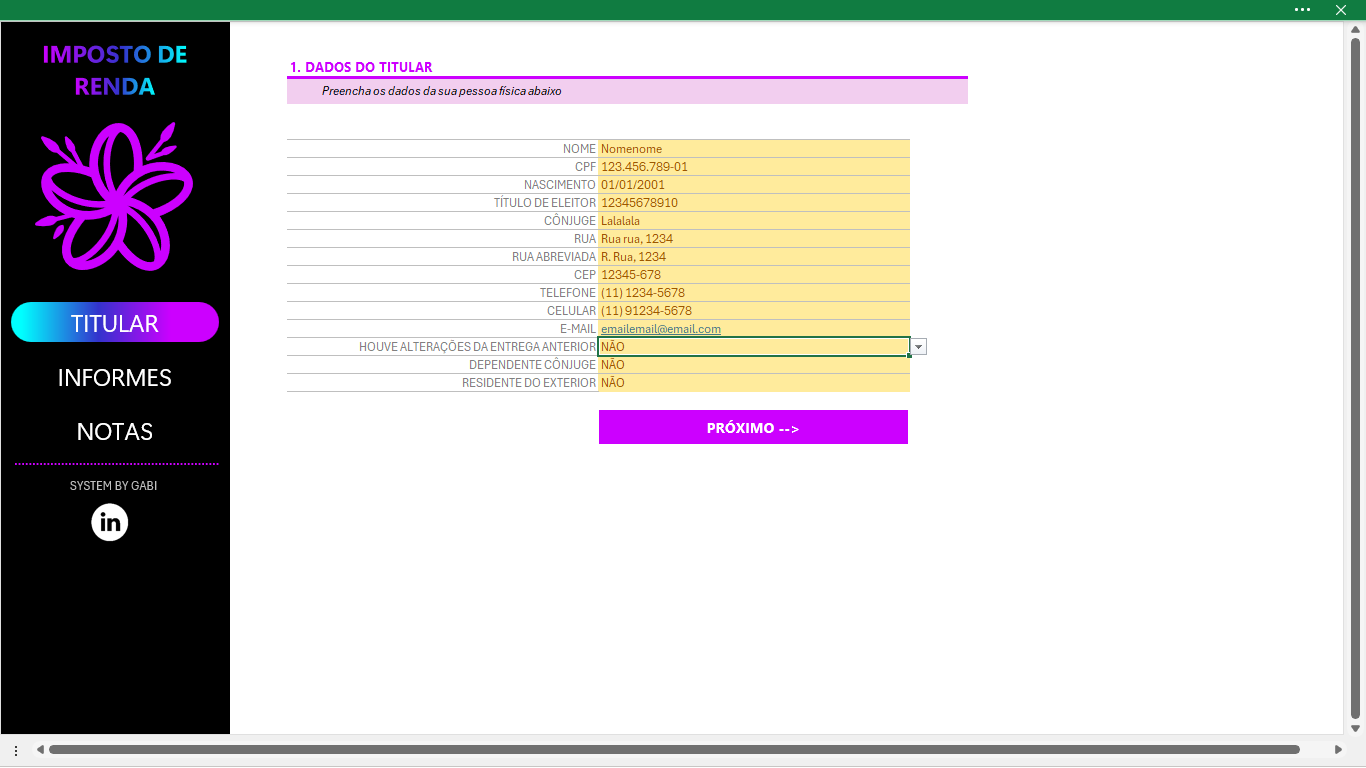 IMPOSTO DE
RENDA
TITULAR
INFORMES
NOTAS
SYSTEM BY GABI
in
1. DADOS DO TITULAR
Preencha os dados da sua pessoa física abaixo
NOME Nomenome
CPF 123.456.789-01
NASCIMENTO 01/01/2001
TÍTULO DE ELEITOR 12345678910
CÔNJUGE Lalalala
RUA Rua rua, 1234
RUA ABREVIADA R. Rua, 1234
CEP 12345-678
TELEFONE (11) 1234-5678
CELULAR (11) 91234-5678
E-MAIL emailemail@email.com
HOUVE ALTERAÇÕES DA ENTREGA ANTERIOR NÃO
DEPENDENTE CÔNJUGE NÃO
RESIDENTE DO EXTERIOR NÃO
PRÓXIMO -->